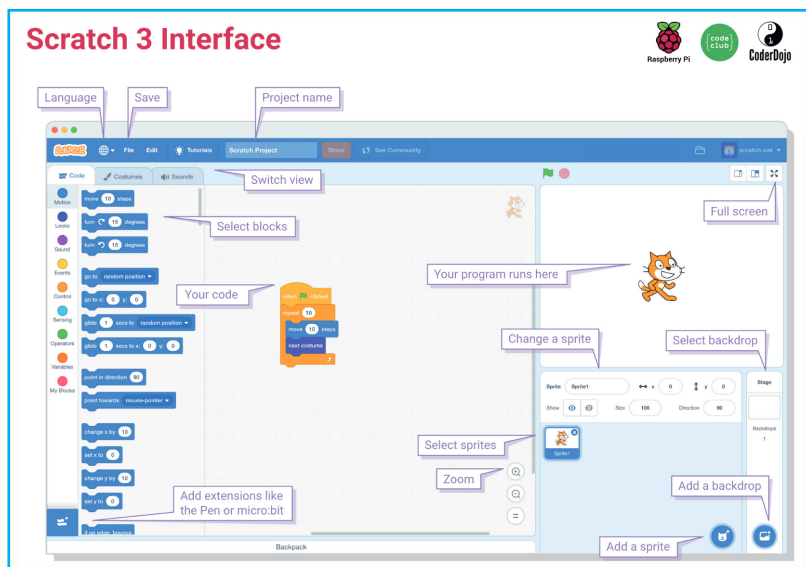 Scratch 3 Interface
Raspberry Pi
code
club
CoderDojo
Language
Save
Project name
SCRATCH
File
Edit
Tutorials
Scratch Project
Share
See Community
scratch-cat
Code
Costumes
Sounds
Switch view
Full screen
Motion
Looks
Sound
Events
Control
Sensing
Operators
Variables
My Blocks
move 10 steps
turn 15 degrees
turn 15 degrees
go to random position
go to x: 0 y: 0
glide 1 secs to random position
glide 1 secs to x: 0 y: 0
point in direction 90
point towards mouse-pointer
change x by 10
set x to 0
change y by 10
set y to 0
if on edge, bounce
Select blocks
Your code
when clicked
repeat 10
move 10 steps
next costume
Your program runs here
Change a sprite
Select backdrop
Sprite Sprite1 x 0 y 0
Show Size 100 Direction 90
Stage
Backdrops
1
Select sprites
Sprite1
Zoom
Add extensions like
the Pen or micro:bit
Add a backdrop
Add a sprite
Backpack